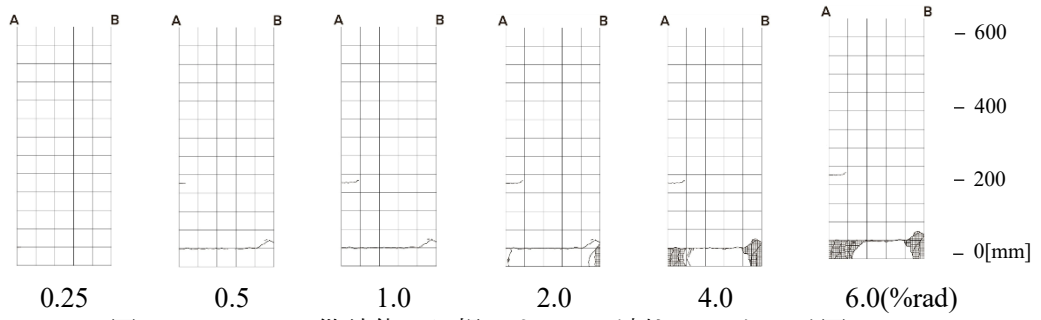 A B A B A B A B A B A B
– 600
– 400
– 200
– 0[mm]
0.25 0.5 1.0 2.0 4.0 6.0(%rad)